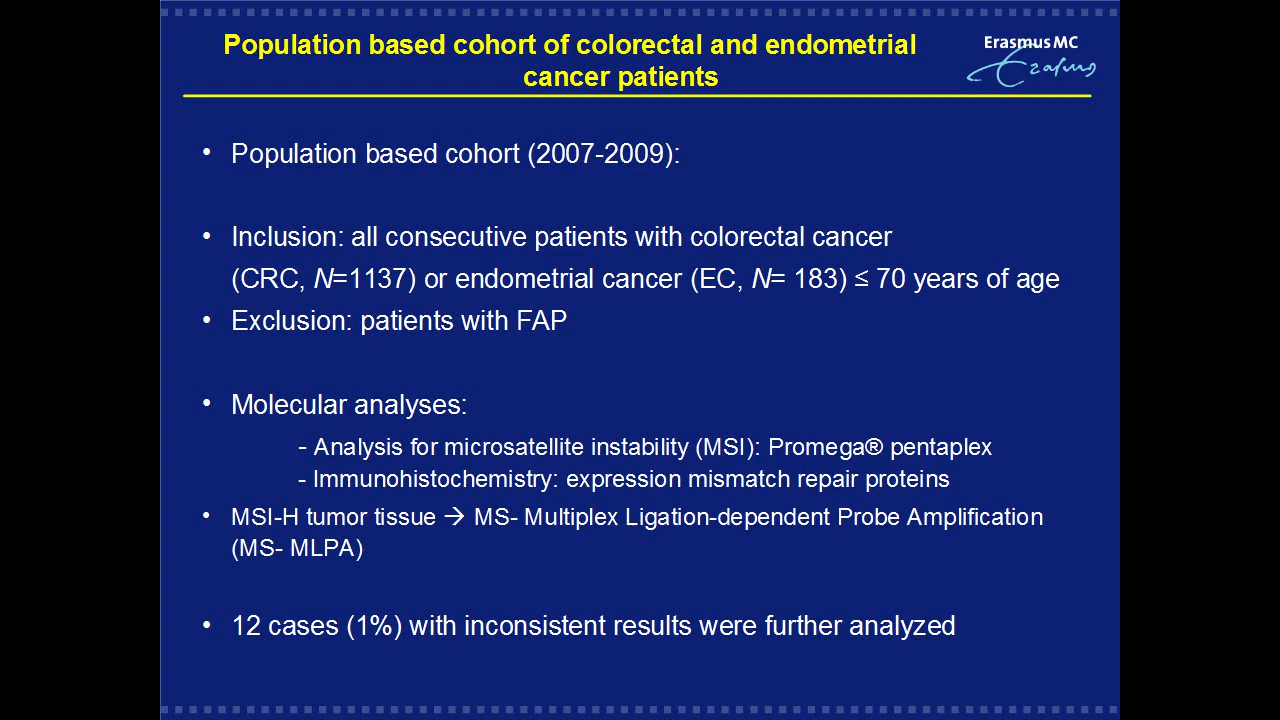 Population based cohort of colorectal and endometrial
cancer patients
Erasmus MC
Erasmus
• Population based cohort (2007-2009):
• Inclusion: all consecutive patients with colorectal cancer
(CRC, N=1137) or endometrial cancer (EC, N= 183) ≤ 70 years of age
• Exclusion: patients with FAP
• Molecular analyses:
- Analysis for microsatellite instability (MSI): Promega® pentaplex
- Immunohistochemistry: expression mismatch repair proteins
• MSI-H tumor tissue → MS- Multiplex Ligation-dependent Probe Amplification
(MS- MLPA)
• 12 cases (1%) with inconsistent results were further analyzed